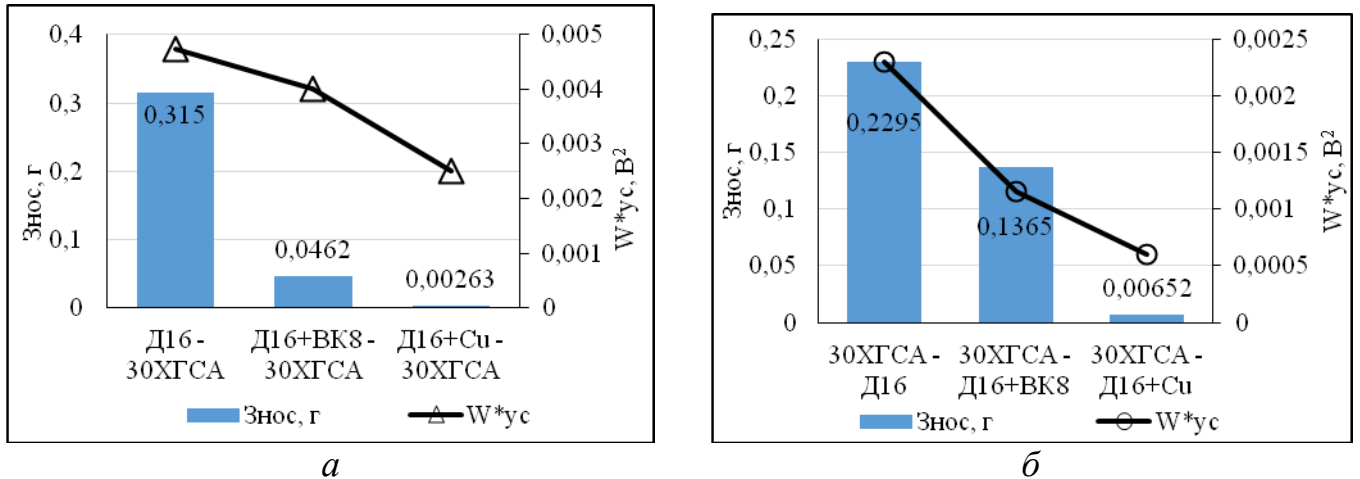 0,4
0,3
0,2
0,1
0
Знос, г
0,315
0,0462
0,00263
0,005
0,004
0,003
0,002
0,001
0
W*ус, В²
Д16 -
30ХГСА
Д16+ВК8 -
30ХГСА
Д16+Cu -
30ХГСА
Знос, г
W*ус
а
0,25
0,2
0,15
0,1
0,05
0
Знос, г
0,2295
0,1365
0,00652
0,0025
0,002
0,0015
0,001
0,0005
0
W*ус, В²
30ХГСА -
Д16
30ХГСА -
Д16+ВК8
30ХГСА -
Д16+Cu
Знос, г
W*ус
б